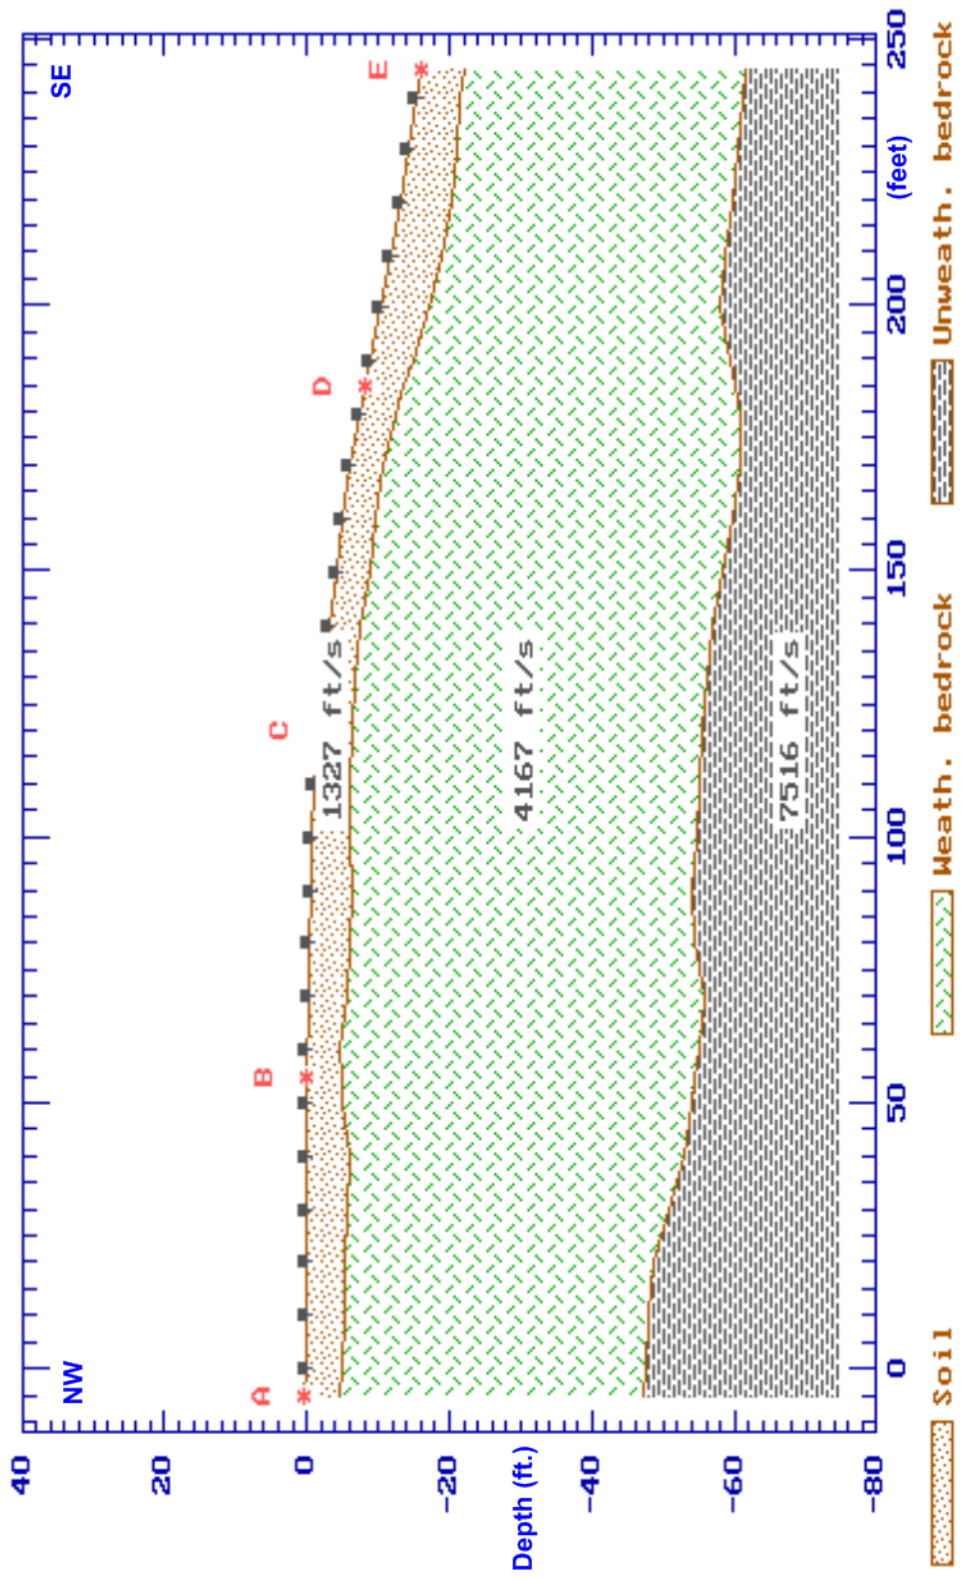 NW
SE
A
B
C
D
E
40
20
0
-20
-40
-60
-80
Depth (ft.)
1327 ft/s
4167 ft/s
7516 ft/s
0
50
100
150
200
250
(feet)
Soil
Weath. bedrock
Unweath. bedrock